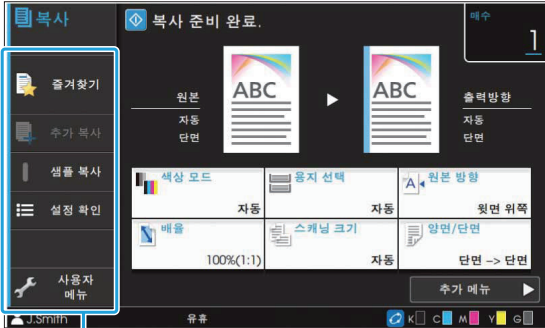 복사
복사 준비 완료.
매수
1
즐겨찾기
추가 복사
샘플 복사
설정 확인
사용자
메뉴
원본
자동
단면
ABC
ABC
출력방향
자동
단면
색상 모드
자동
용지 선택
자동
원본 방향
윗면 위쪽
배율
100%(1:1)
스캐닝 크기
자동
양면/단면
단면 -> 단면
추가 메뉴
J.Smith
유휴
K C M Y G